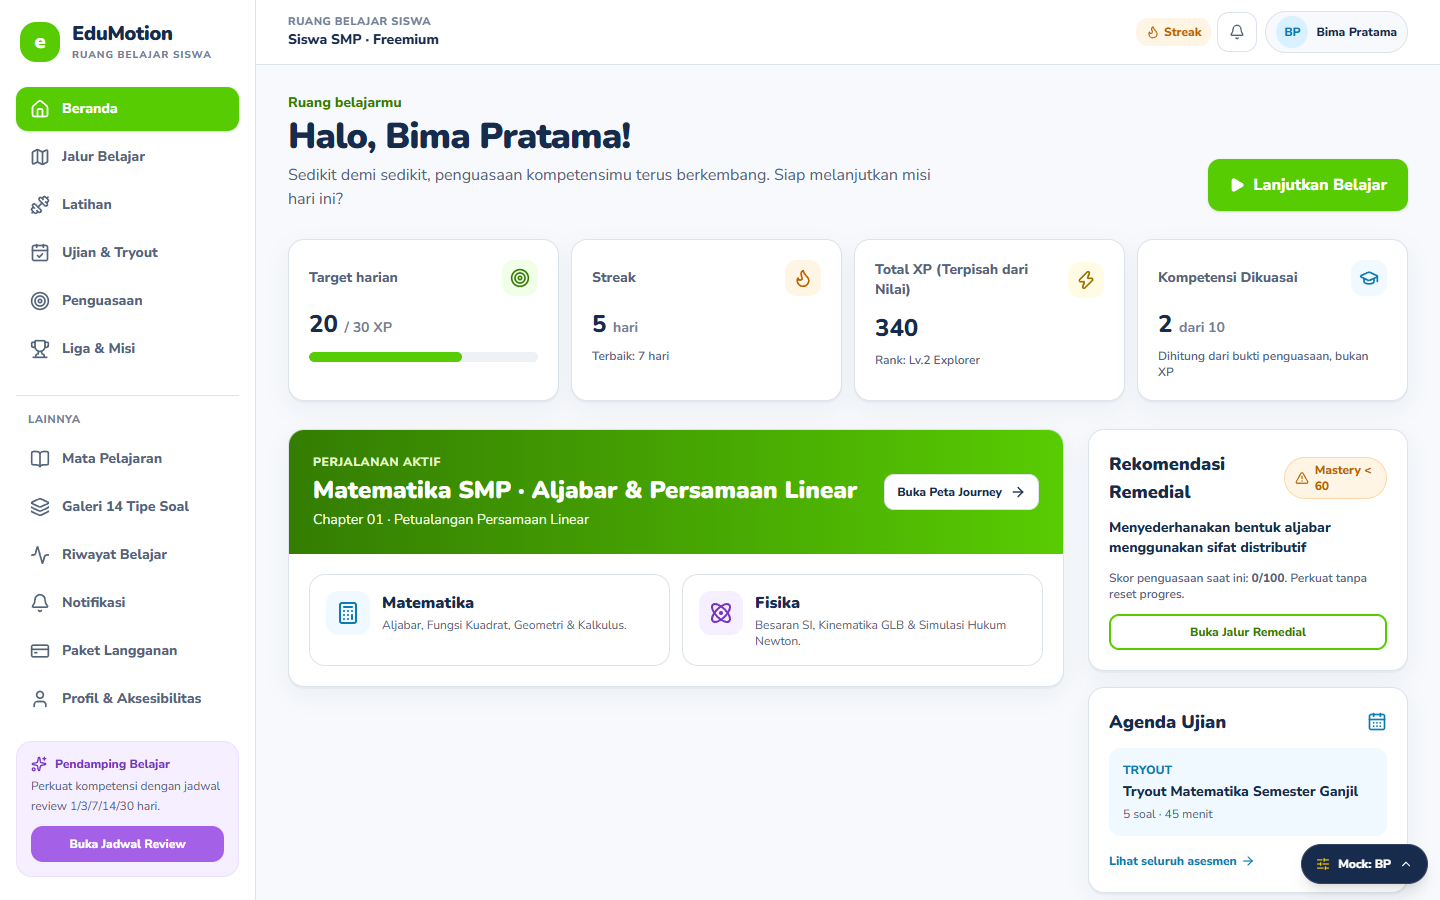 e
EduMotion
RUANG BELAJAR SISWA
Beranda
Jalur Belajar
Latihan
Ujian & Tryout
Penguasaan
Liga & Misi
LAINNYA
Mata Pelajaran
Galeri 14 Tipe Soal
Riwayat Belajar
Notifikasi
Paket Langganan
Profil & Aksesibilitas
Pendamping Belajar
Perkuat kompetensi dengan jadwal
review 1/3/7/14/30 hari.
Buka Jadwal Review
RUANG BELAJAR SISWA
Siswa SMP · Freemium
Streak
BP
Bima Pratama
Ruang belajarmu
Halo, Bima Pratama!
Sedikit demi sedikit, penguasaan kompetensimu terus berkembang. Siap melanjutkan misi
hari ini?
Lanjutkan Belajar
Target harian
20 / 30 XP
Streak
5 hari
Terbaik: 7 hari
Total XP (Terpisah dari
Nilai)
340
Rank: Lv.2 Explorer
Kompetensi Dikuasai
2 dari 10
Dihitung dari bukti penguasaan, bukan
XP
PERJALANAN AKTIF
Matematika SMP · Aljabar & Persamaan Linear
Chapter 01 · Petualangan Persamaan Linear
Buka Peta Journey
Matematika
Aljabar, Fungsi Kuadrat, Geometri & Kalkulus.
Fisika
Besaran SI, Kinematika GLB & Simulasi Hukum
Newton.
Rekomendasi
Remedial
Mastery <
60
Menyederhanakan bentuk aljabar
menggunakan sifat distributif
Skor penguasaan saat ini: 0/100. Perkuat tanpa
reset progres.
Buka Jalur Remedial
Agenda Ujian
TRYOUT
Tryout Matematika Semester Ganjil
5 soal · 45 menit
Lihat seluruh asesmen
Mock: BP